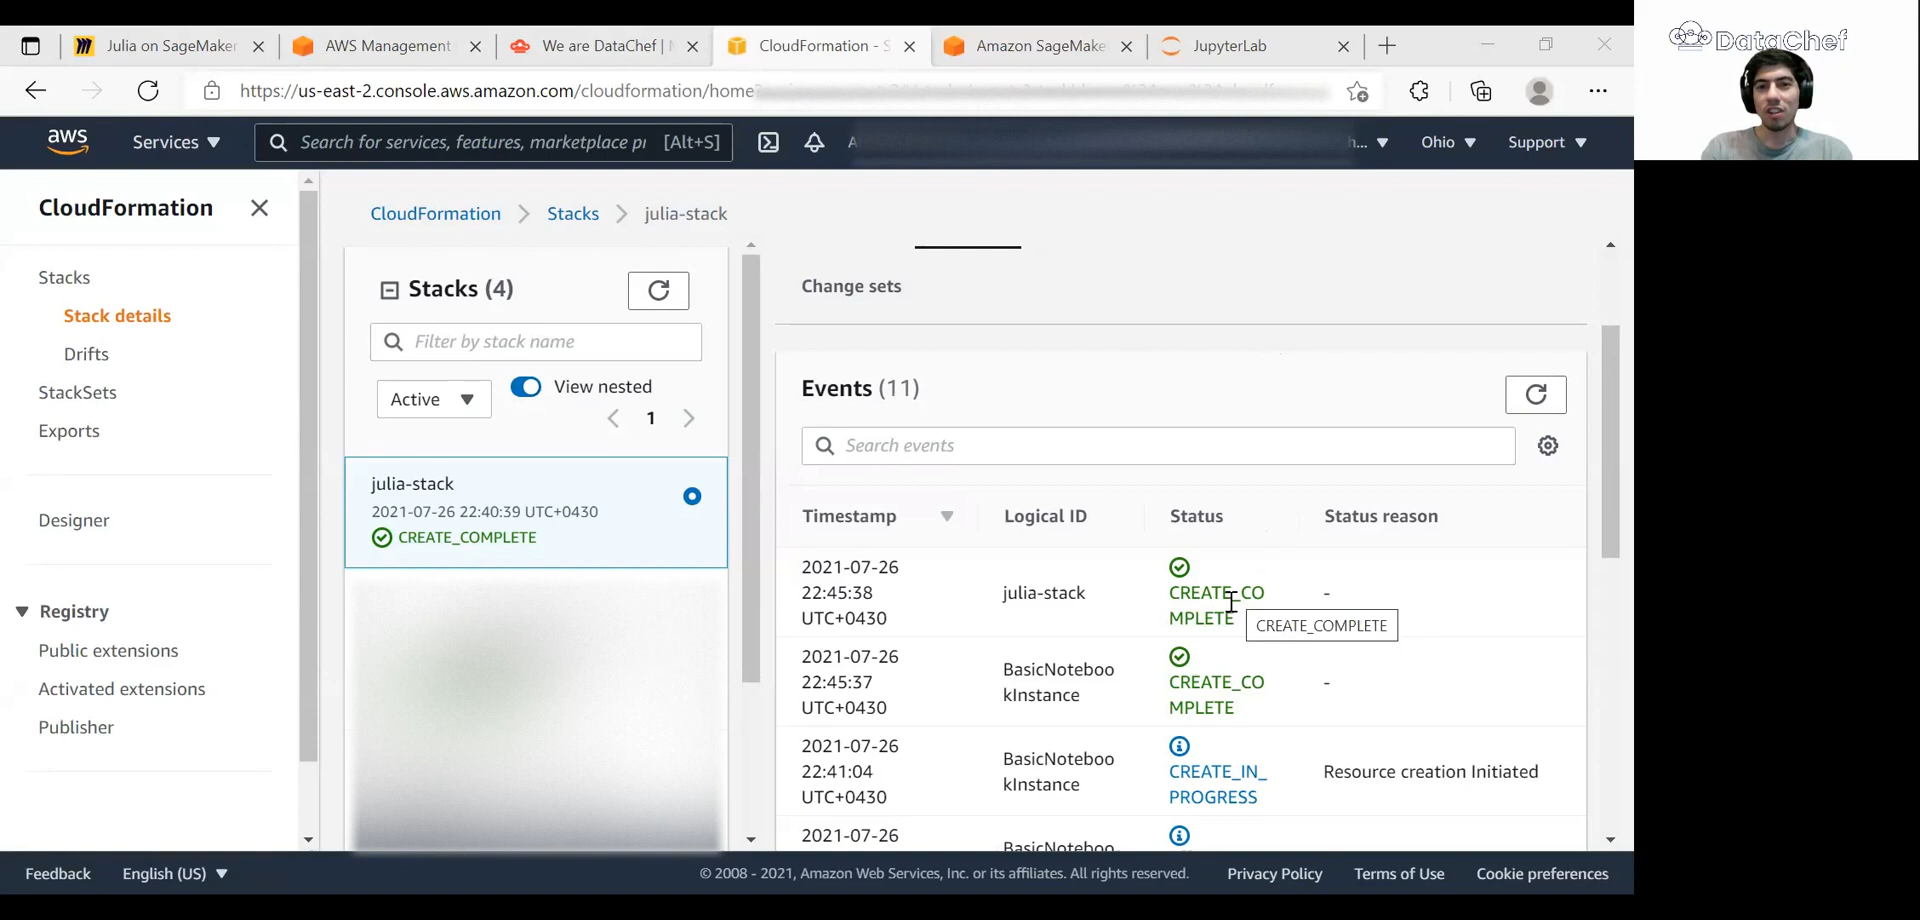 Julia on SageMaker
AWS Management
We are DataChef | M
CloudFormation - S
Amazon SageMake
JupyterLab
https://us-east-2.console.aws.amazon.com/cloudformation/home?
DataChef
aws
Services
Search for services, features, marketplace pr [Alt+S]
A
h...
Ohio
Support
CloudFormation
CloudFormation
Stacks
julia-stack
Stacks
Stack details
Drifts
StackSets
Exports
Designer
Registry
Public extensions
Activated extensions
Publisher
Stacks (4)
Filter by stack name
Active
View nested
1
julia-stack
2021-07-26 22:40:39 UTC+0430
CREATE_COMPLETE
Change sets
Events (11)
Search events
Timestamp
Logical ID
Status
Status reason
2021-07-26
22:45:38
UTC+0430
julia-stack
CREATE_CO
MPLETE
-
CREATE_COMPLETE
2021-07-26
22:45:37
UTC+0430
BasicNoteboo
kInstance
CREATE_CO
MPLETE
-
2021-07-26
22:41:04
UTC+0430
BasicNoteboo
kInstance
CREATE_IN_
PROGRESS
Resource creation Initiated
2021-07-26
BasicNoteboo
Feedback
English (US)
© 2008 - 2021, Amazon Web Services, Inc. or its affiliates. All rights reserved.
Privacy Policy
Terms of Use
Cookie preferences